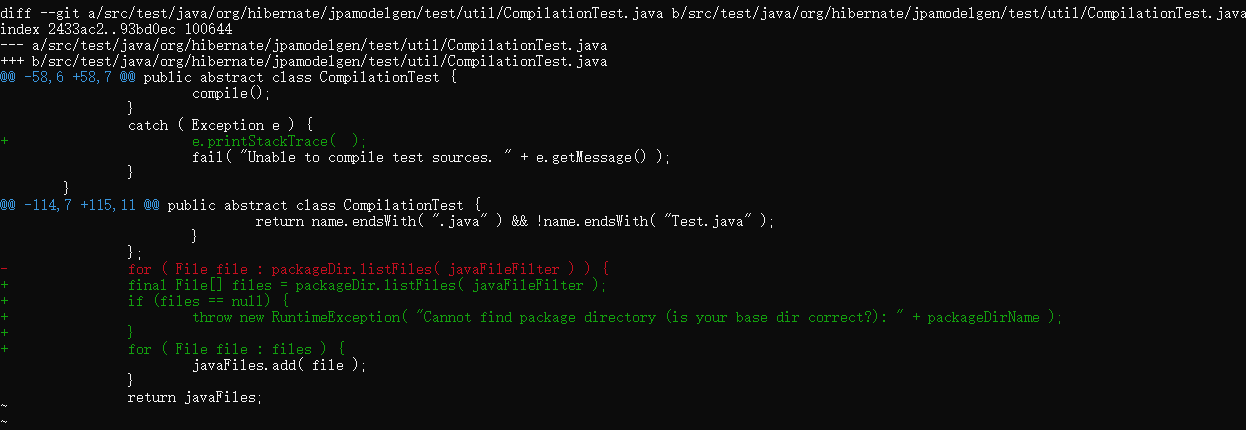 diff --git a/src/test/java/org/hibernate/jpamodelgen/test/util/CompilationTest.java b/src/test/java/org/hibernate/jpamodelgen/test/util/CompilationTest.java
index 2433ac2..93bd0ec 100644
--- a/src/test/java/org/hibernate/jpamodelgen/test/util/CompilationTest.java
+++ b/src/test/java/org/hibernate/jpamodelgen/test/util/CompilationTest.java
@@ -58,6 +58,7 @@ public abstract class CompilationTest {
                        compile();
                }
                catch ( Exception e ) {
+                       e.printStackTrace(  );
                        fail( "Unable to compile test sources. " + e.getMessage() );
                }
        }
@@ -114,7 +115,11 @@ public abstract class CompilationTest {
                                return name.endsWith( ".java" ) && !name.endsWith( "Test.java" );
                        }
                };
-               for ( File file : packageDir.listFiles( javaFileFilter ) ) {
+               final File[] files = packageDir.listFiles( javaFileFilter );
+               if (files == null) {
+                       throw new RuntimeException( "Cannot find package directory (is your base dir correct?): " + packageDirName );
+               }
+               for ( File file : files ) {
                        javaFiles.add( file );
                }
                return javaFiles;
~
~